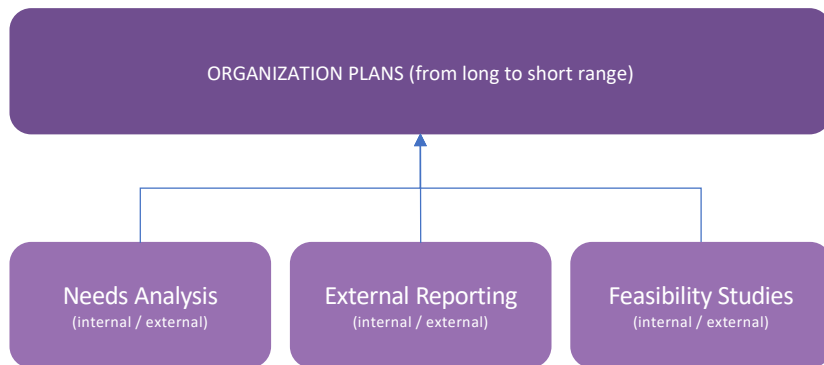 ORGANIZATION PLANS (from long to short range)
Needs Analysis
(internal / external)
External Reporting
(internal / external)
Feasibility Studies
(internal / external)